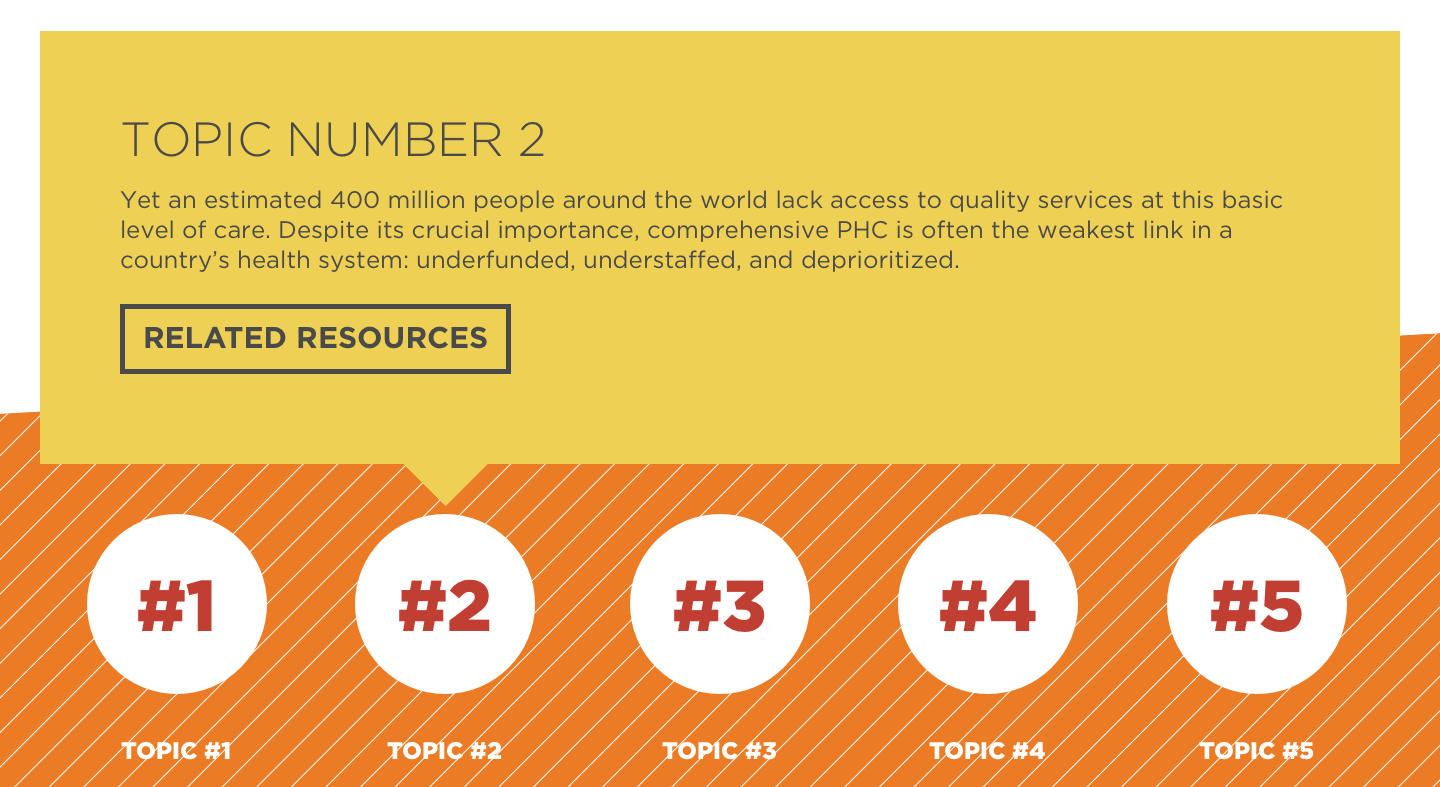 TOPIC NUMBER 2
Yet an estimated 400 million people around the world lack access to quality services at this basic
level of care. Despite its crucial importance, comprehensive PHC is often the weakest link in a
country’s health system: underfunded, understaffed, and deprioritized.
RELATED RESOURCES
#1 #2 #3 #4 #5
TOPIC #1 TOPIC #2 TOPIC #3 TOPIC #4 TOPIC #5